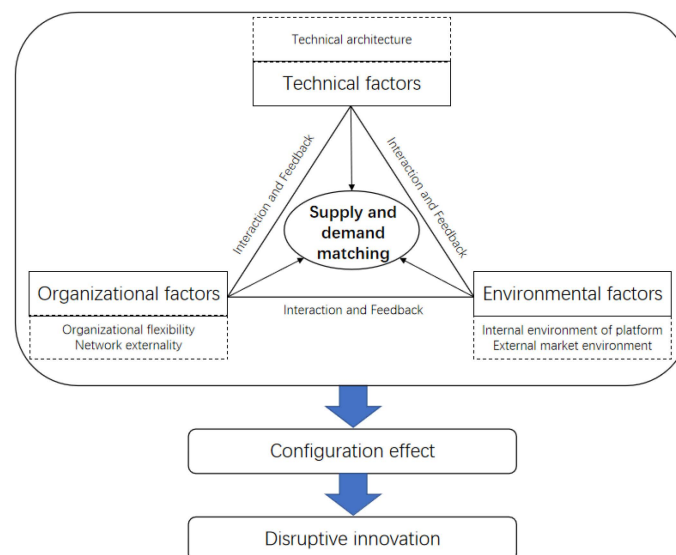 Technical architecture
Technical factors
Interaction and Feedback
Interaction and Feedback
Supply and
demand
matching
Organizational factors
Environmental factors
Interaction and Feedback
Organizational flexibility
Network externality
Internal environment of platform
External market environment
Configuration effect
Disruptive innovation